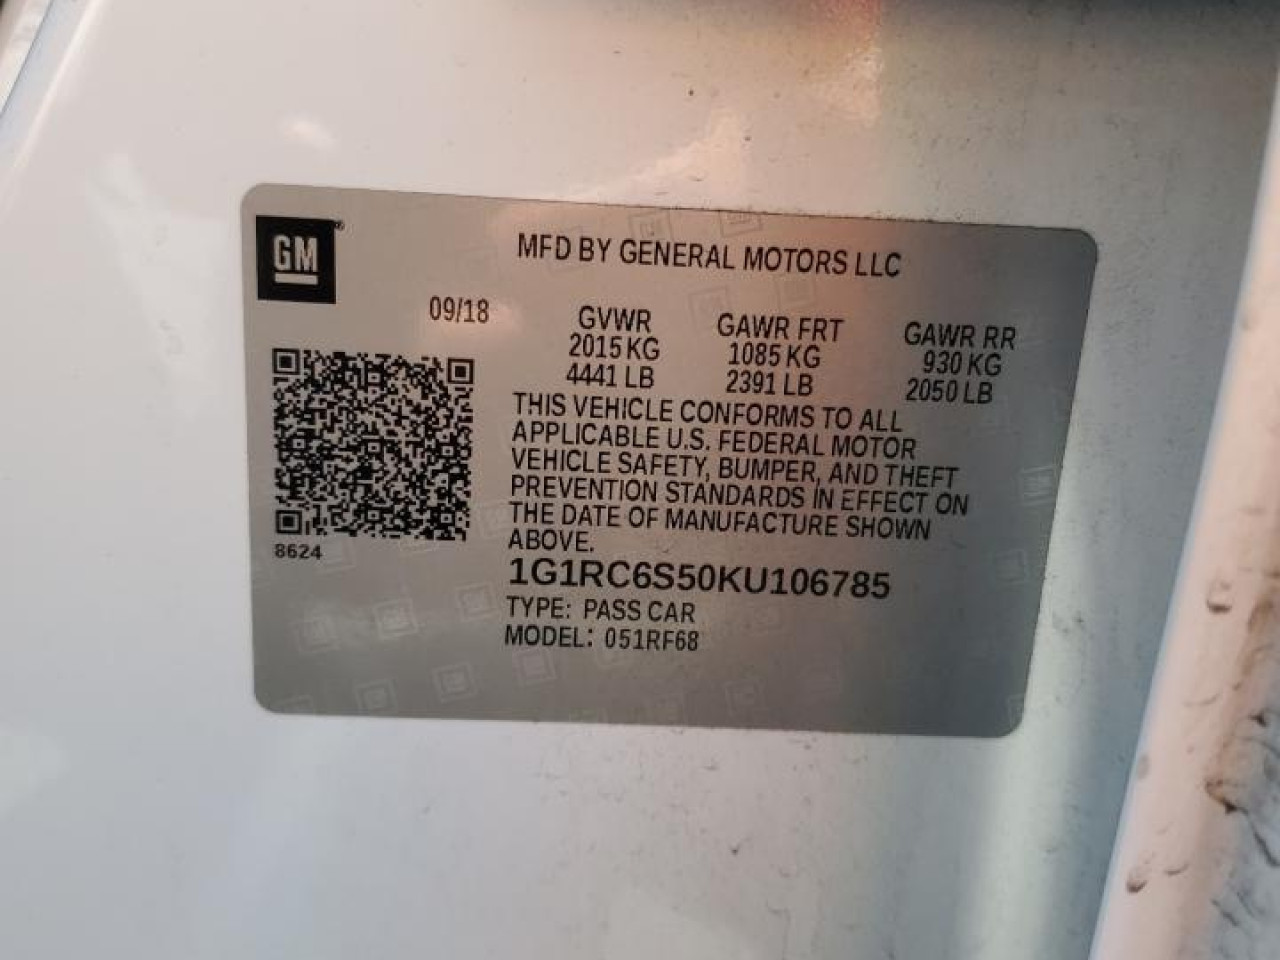 GM®
MFD BY GENERAL MOTORS LLC
09/18
GVWR GAWR FRT GAWR RR
2015 KG 1085 KG 930 KG
4441 LB 2391 LB 2050 LB
THIS VEHICLE CONFORMS TO ALL
APPLICABLE U.S. FEDERAL MOTOR
VEHICLE SAFETY, BUMPER, AND THEFT
PREVENTION STANDARDS IN EFFECT ON
THE DATE OF MANUFACTURE SHOWN
ABOVE.
8624
1G1RC6S50KU106785
TYPE: PASS CAR
MODEL: 051RF68